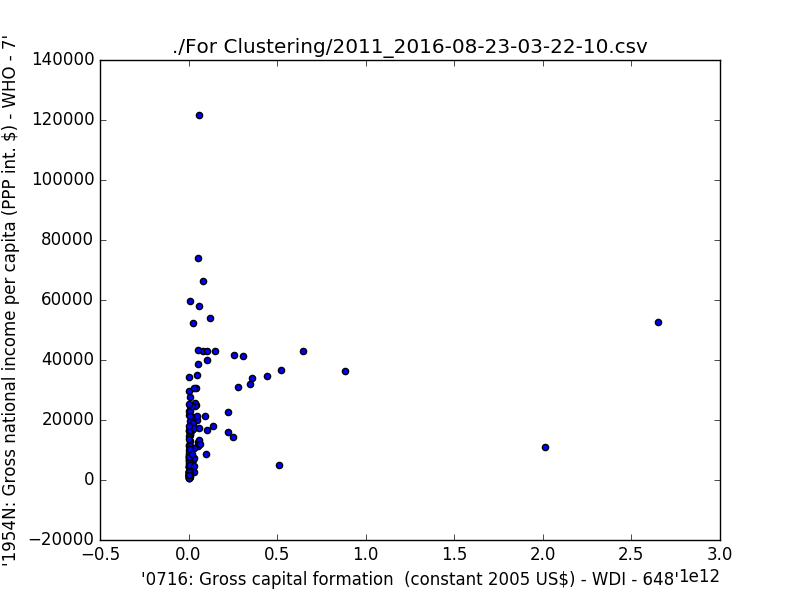 ./For Clustering/2011_2016-08-23-03-22-10.csv
'1954N: Gross national income per capita (PPP int. $) - WHO - 7'
140000
120000
100000
80000
60000
40000
20000
0
−20000
−0.5 0.0 0.5 1.0 1.5 2.0 2.5 3.0
1e12
'0716: Gross capital formation  (constant 2005 US$) - WDI - 648'